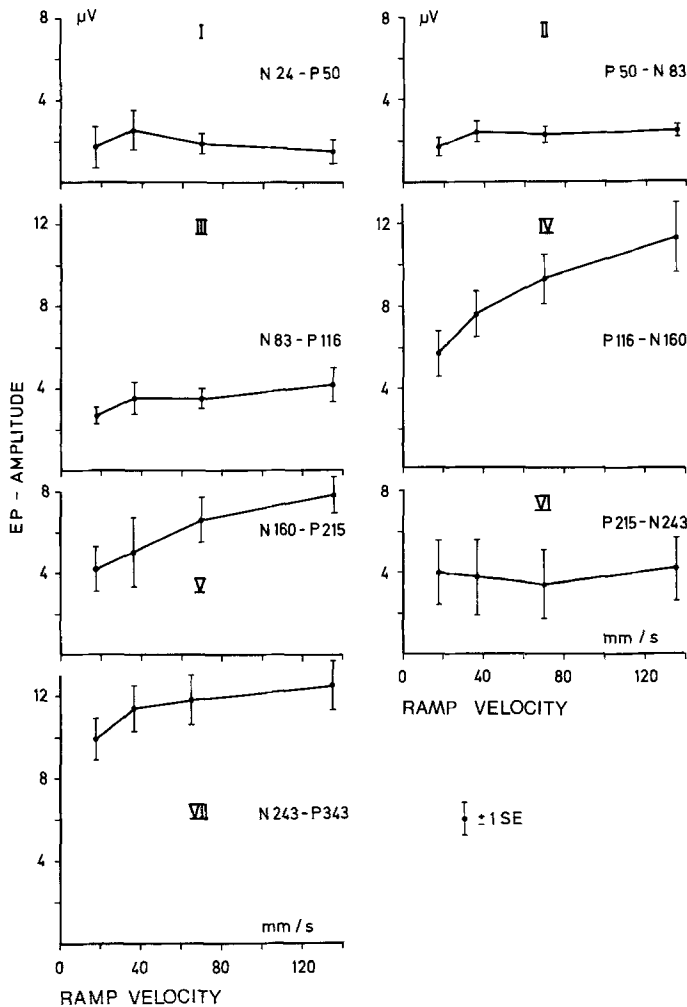 8 μV I
N 24 - P 50
4
μV II
8 P 50 - N 83
4
12 III
8
N 83 - P 116
4
12 IV
8 P 116 - N 160
4
EP - AMPLITUDE
8
N 160 - P 215
4 V
8 VI
P 215 - N 243
4
mm / s
0 40 80 120
RAMP VELOCITY
12
8
VII N 243 - P 343
4
mm / s
0 40 80 120
RAMP VELOCITY
± 1 SE